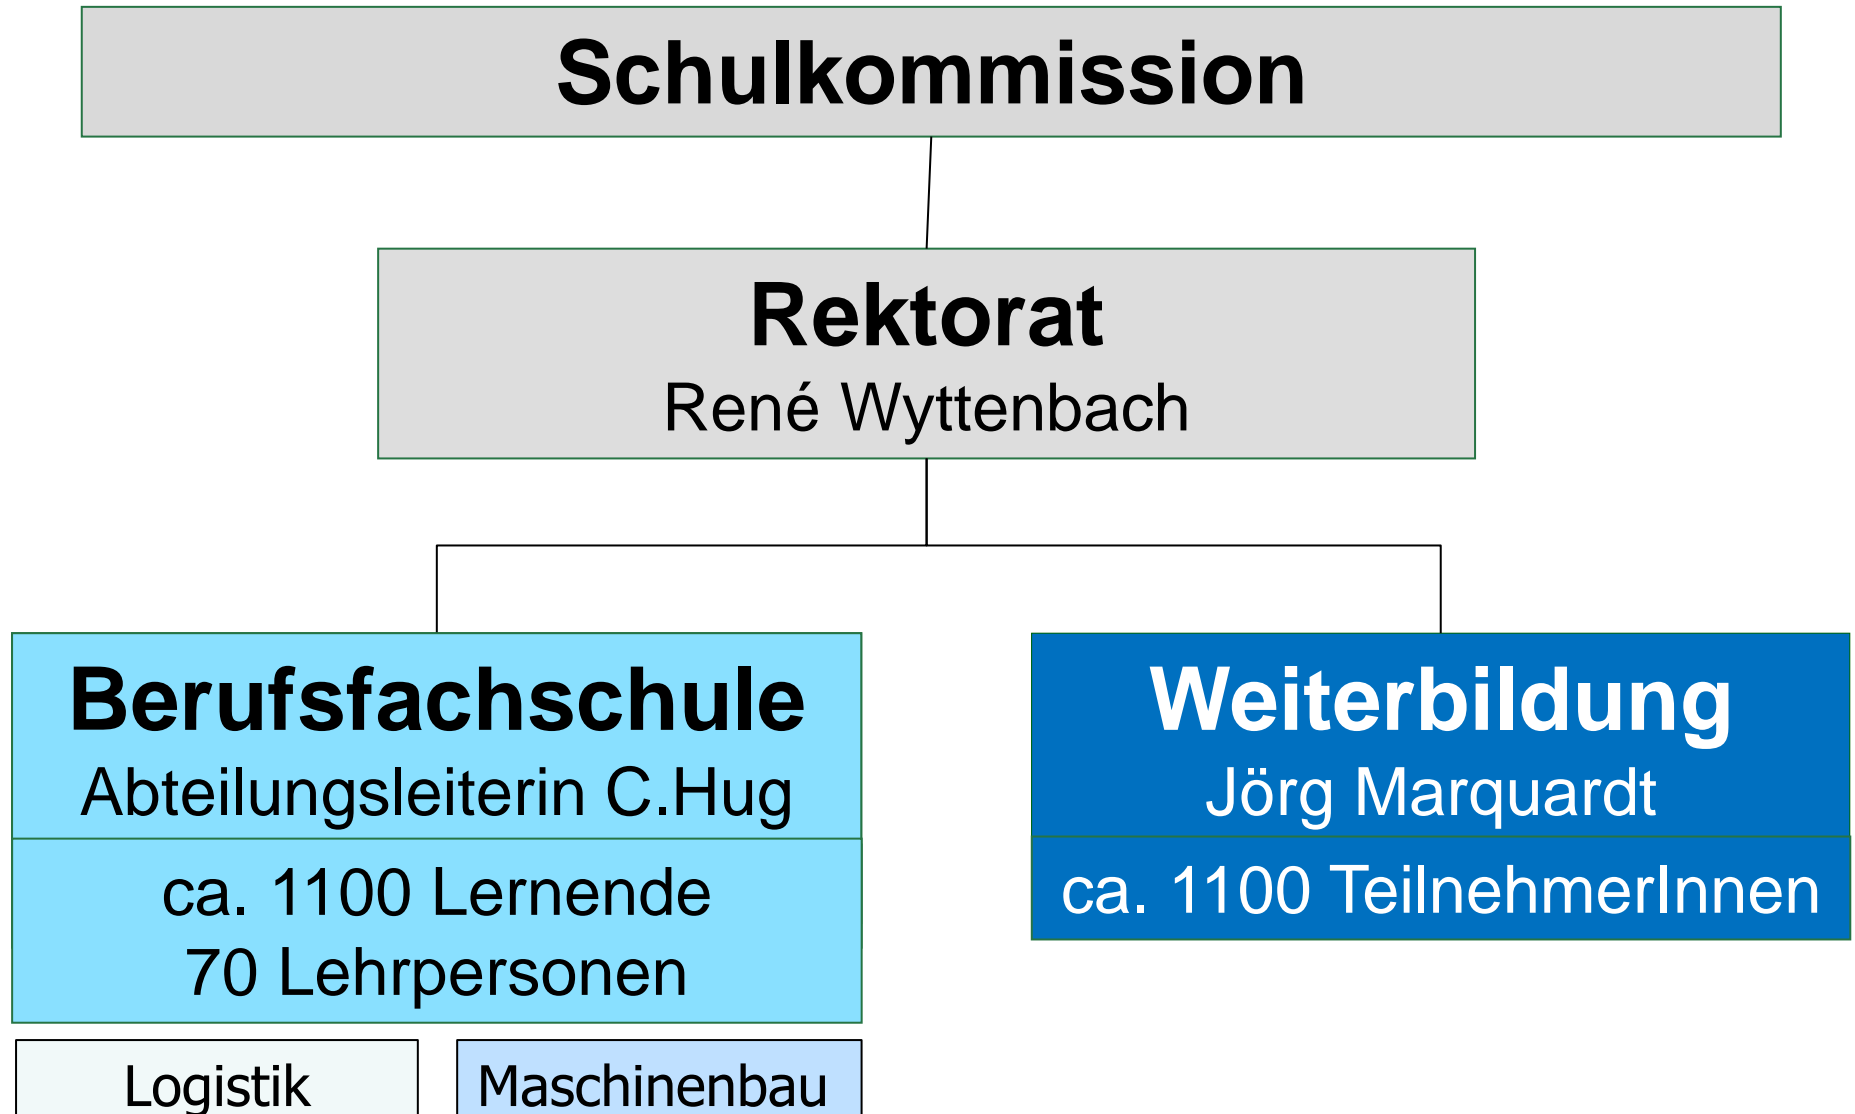 Schulkommission
Rektorat
René Wyttenbach
Berufsfachschule
Abteilungsleiterin C.Hug
ca. 1100 Lernende
70 Lehrpersonen
Weiterbildung
Jörg Marquardt
ca. 1100 TeilnehmerInnen
Logistik
Maschinenbau